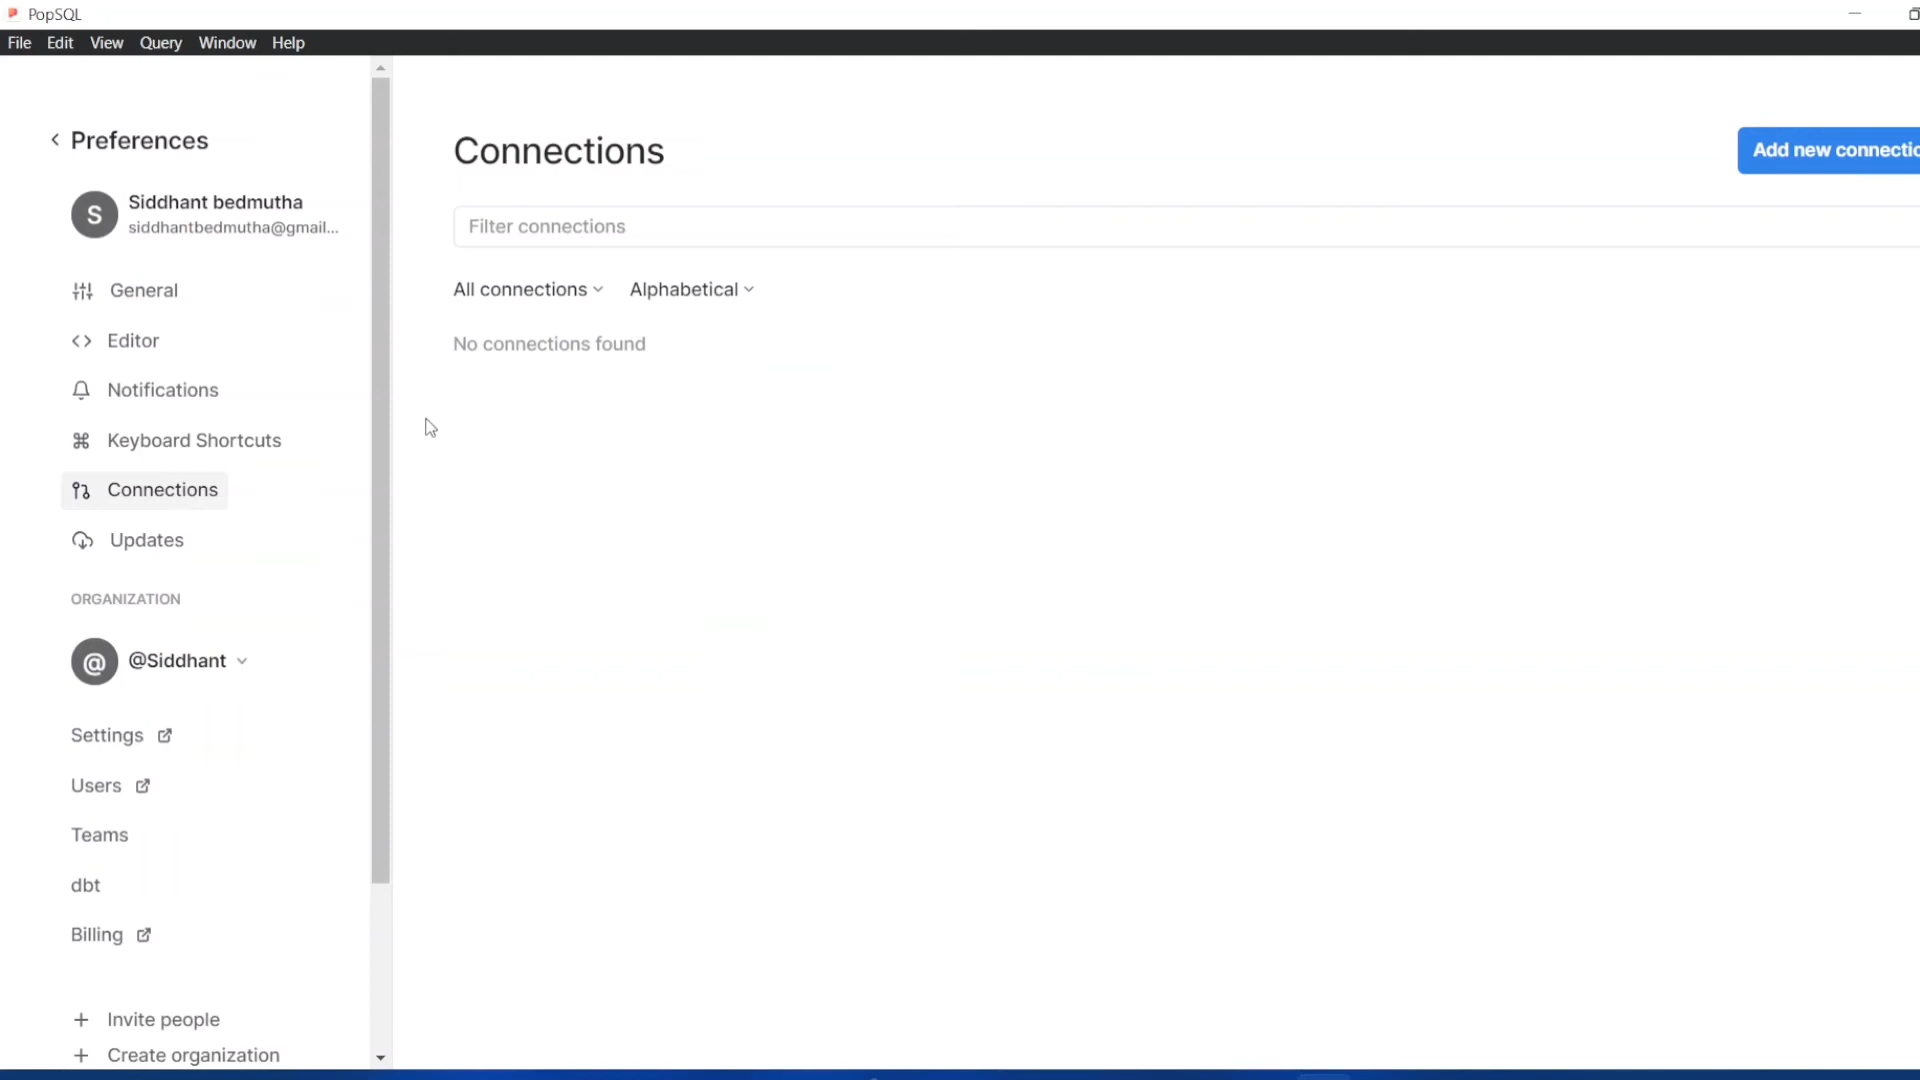 PopSQL
File Edit View Query Window Help
Preferences
S
Siddhant bedmutha
siddhantbedmutha@gmail...
General
Editor
Notifications
Keyboard Shortcuts
Connections
Updates
ORGANIZATION
@ @Siddhant
Settings
Users
Teams
dbt
Billing
+ Invite people
+ Create organization
Connections
Add new connectio
Filter connections
All connections Alphabetical
No connections found